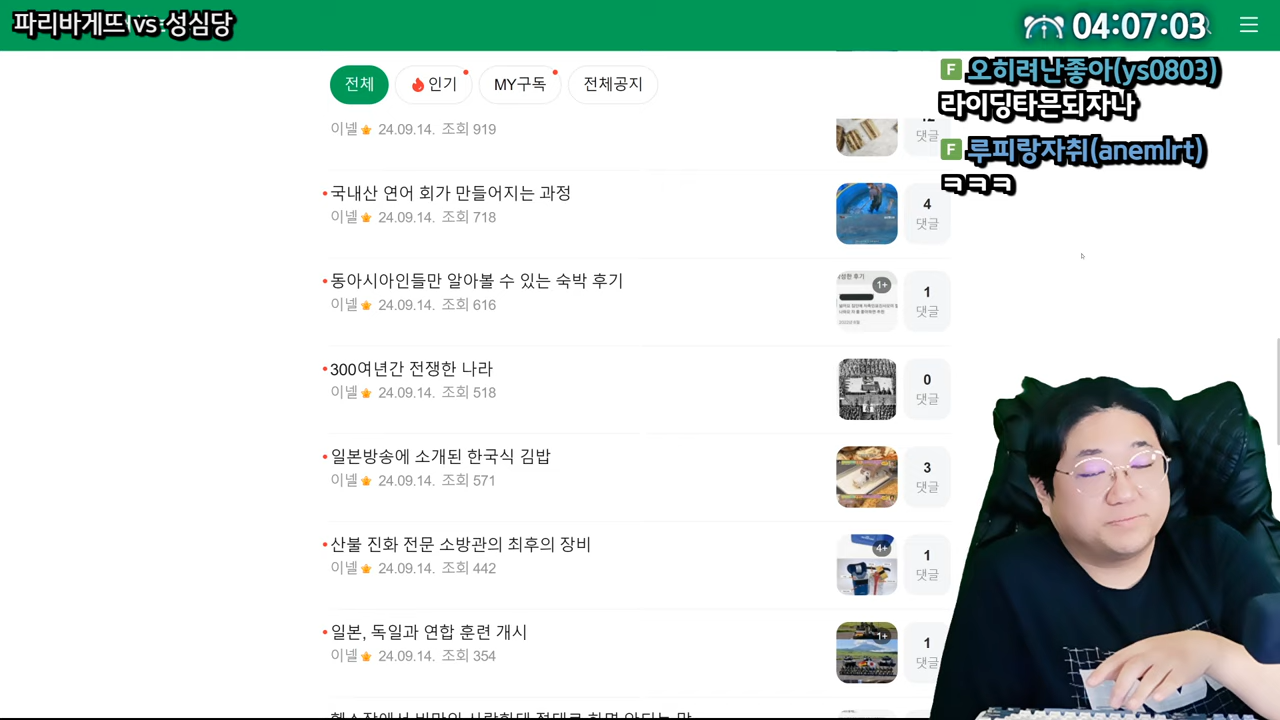 파리바게뜨 vs 성심당
04:07:03
전체
인기
MY구독
전체공지
F 오히려난좋아(ys0803)
라이딩타믄되자나
F 루피랑자취(anemlrt)
ㅋㅋㅋ
이넬 24.09.14. 조회 919
12
댓글
국내산 연어 회가 만들어지는 과정
이넬 24.09.14. 조회 718
4
댓글
동아시아인들만 알아볼 수 있는 숙박 후기
이넬 24.09.14. 조회 616
1+
1
댓글
300여년간 전쟁한 나라
이넬 24.09.14. 조회 518
0
댓글
일본방송에 소개된 한국식 김밥
이넬 24.09.14. 조회 571
3
댓글
산불 진화 전문 소방관의 최후의 장비
이넬 24.09.14. 조회 442
4+
1
댓글
일본, 독일과 연합 훈련 개시
이넬 24.09.14. 조회 354
1+
1
댓글